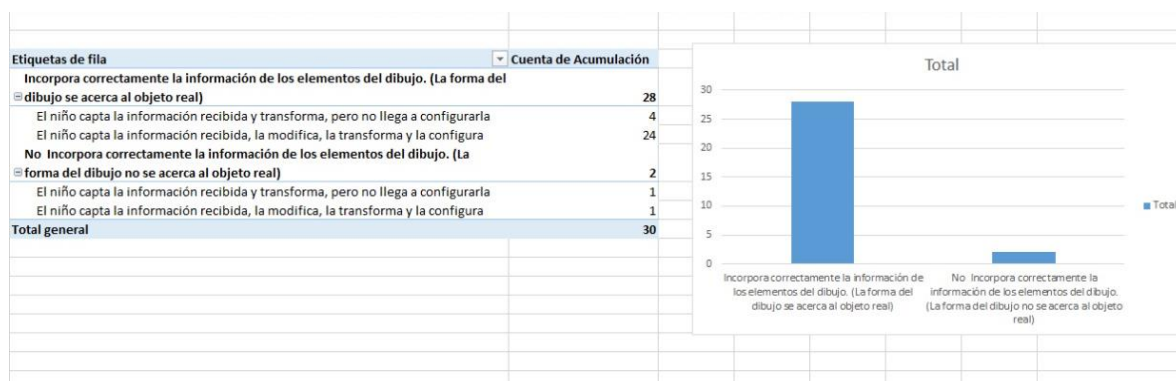 Etiquetas de fila Cuenta de Acumulación
Incorpora correctamente la información de los elementos del dibujo. (La forma del
dibujo se acerca al objeto real) 28
El niño capta la información recibida y transforma, pero no llega a configurarla 4
El niño capta la información recibida, la modifica, la transforma y la configura 24
No Incorpora correctamente la información de los elementos del dibujo. (La
forma del dibujo no se acerca al objeto real) 2
El niño capta la información recibida y transforma, pero no llega a configurarla 1
El niño capta la información recibida, la modifica, la transforma y la configura 1
Total general 30
Total
30
25
20
15
10
5
0
Incorpora correctamente la información de
los elementos del dibujo. (La forma del
dibujo se acerca al objeto real)
No Incorpora correctamente la
información de los elementos del dibujo.
(La forma del dibujo no se acerca al objeto
real)
Total